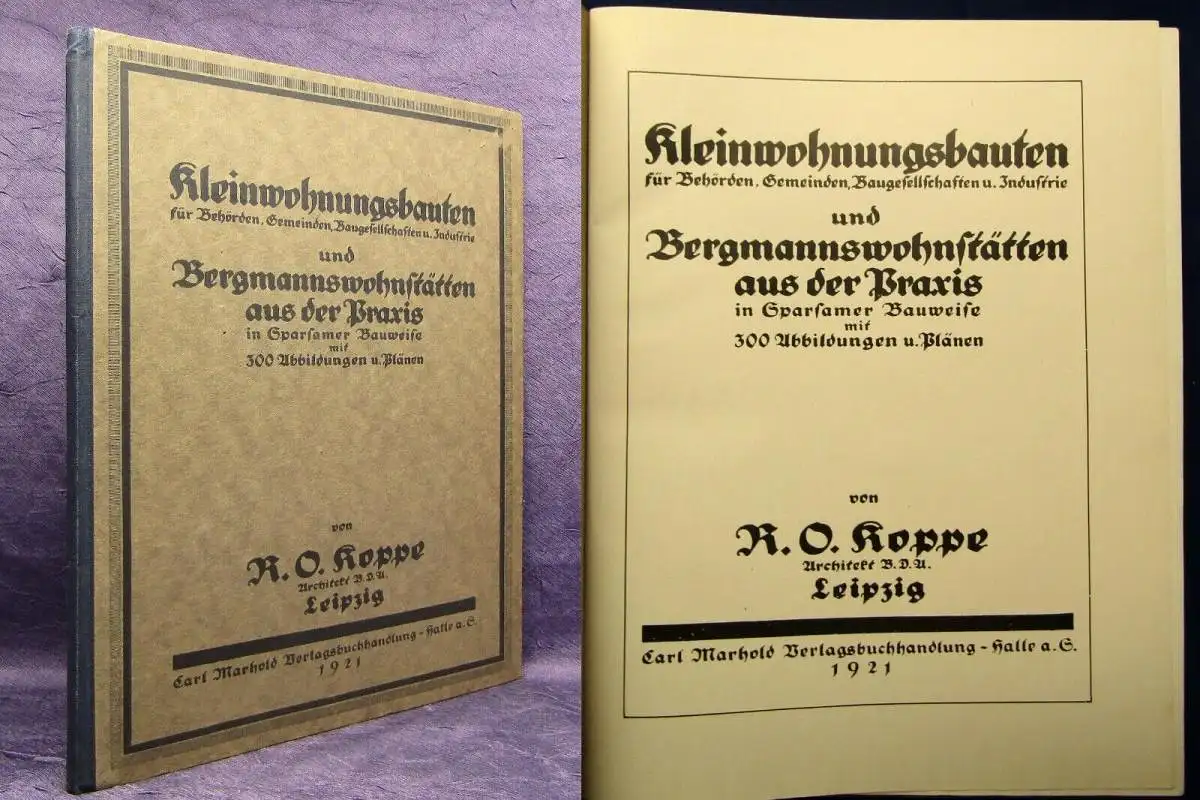 Kleinwohnungsbauten
für Behörden, Gemeinden, Baugesellschaften u. Industrie
und
Bergmannswohnstätten
aus der Praxis
in Sparsamer Bauweise
mit
300 Abbildungen u. Plänen
von
R. O. Koppe
Architekt B.D.A.
Leipzig
Carl Marhold Verlagsbuchhandlung - Halle a. S.
1921
Kleinwohnungsbauten
für Behörden, Gemeinden, Baugesellschaften u. Industrie
und
Bergmannswohnstätten
aus der Praxis
in Sparsamer Bauweise
mit
300 Abbildungen u. Plänen
von
R. O. Koppe
Architekt B.D.A.
Leipzig
Carl Marhold Verlagsbuchhandlung - Halle a. S.
1921